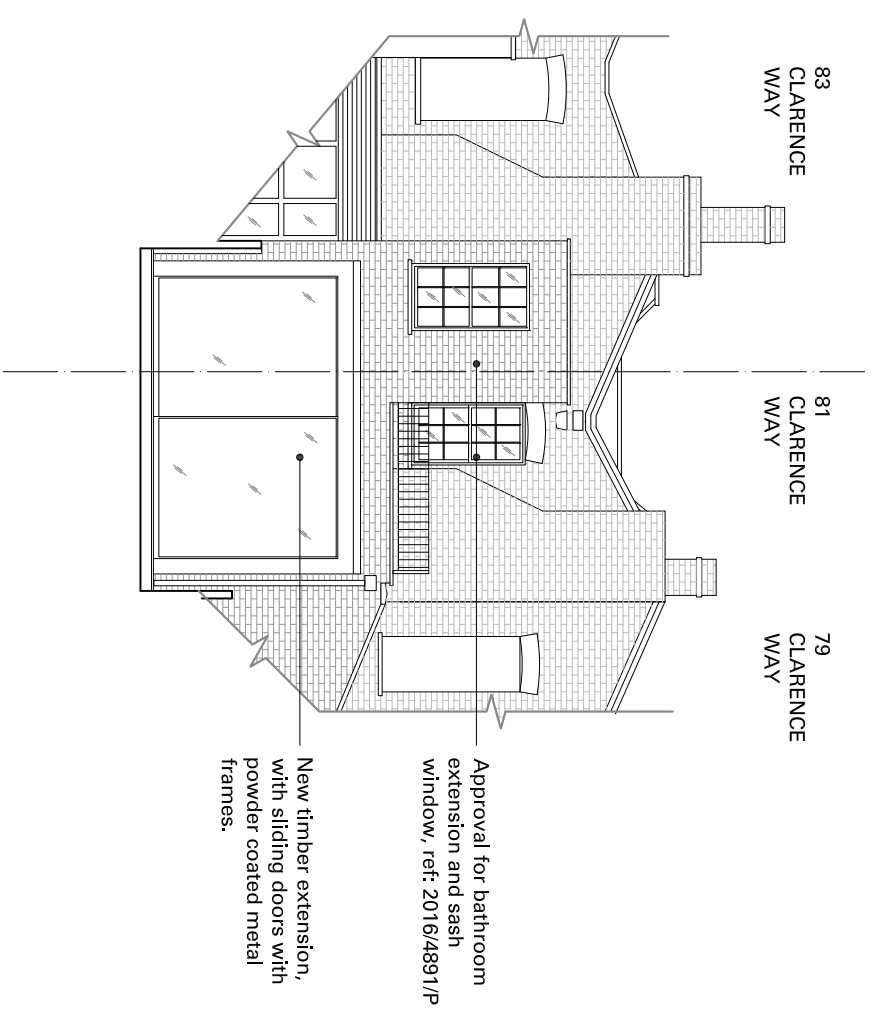 83
CLARENCE
WAY
81
CLARENCE
WAY
79
CLARENCE
WAY
Approval for bathroom
extension and sash
window, ref: 2016/4891/P
New timber extension,
with sliding doors with
powder coated metal
frames.